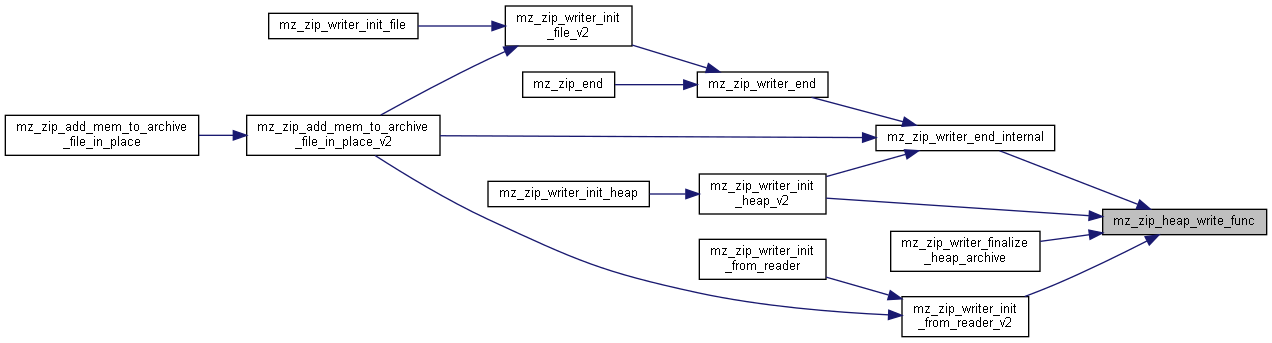 mz_zip_writer_init_file
mz_zip_writer_init
_file_v2
mz_zip_end
mz_zip_writer_end
mz_zip_add_mem_to_archive
_file_in_place
mz_zip_add_mem_to_archive
_file_in_place_v2
mz_zip_writer_end_internal
mz_zip_writer_init_heap
mz_zip_writer_init
_heap_v2
mz_zip_heap_write_func
mz_zip_writer_finalize
_heap_archive
mz_zip_writer_init
_from_reader
mz_zip_writer_init
_from_reader_v2